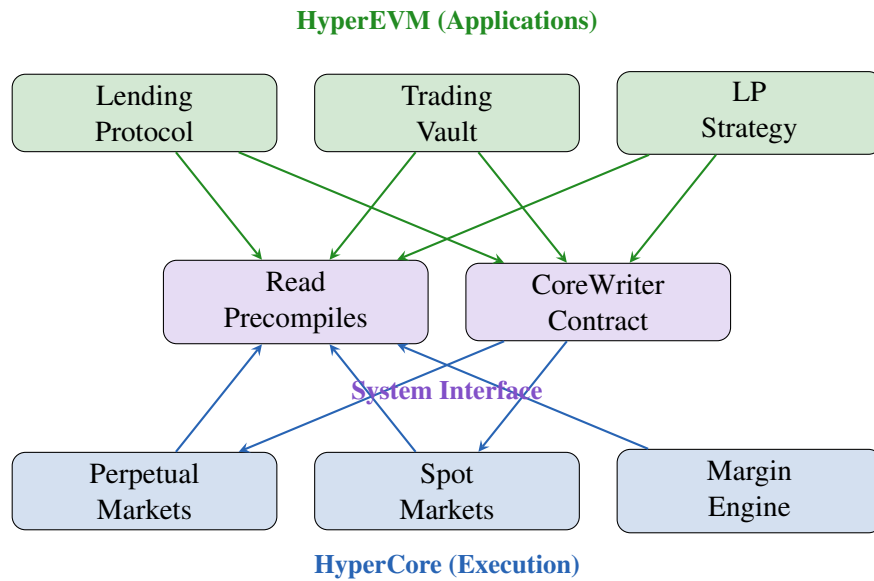 HyperEVM (Applications)
Lending
Protocol
Trading
Vault
LP
Strategy
Read
Precompiles
CoreWriter
Contract
System Interface
Perpetual
Markets
Spot
Markets
Margin
Engine
HyperCore (Execution)